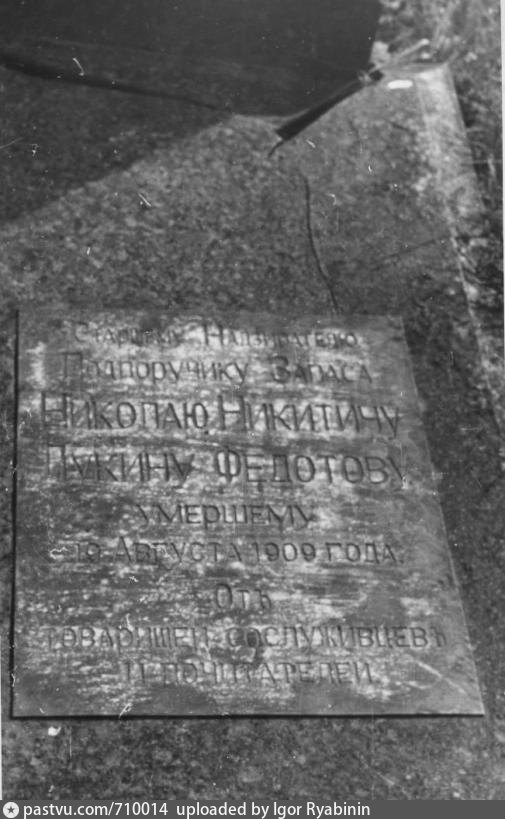 Старшему Надзирателю
Подпоручику Запаса
Николаю Никитичу
Лукину Федотову
умершему
19 Августа 1909 года.
Отъ
товарищей-сослуживцевъ
и почитателей.
pastvu.com/710014 uploaded by Igor Ryabinin